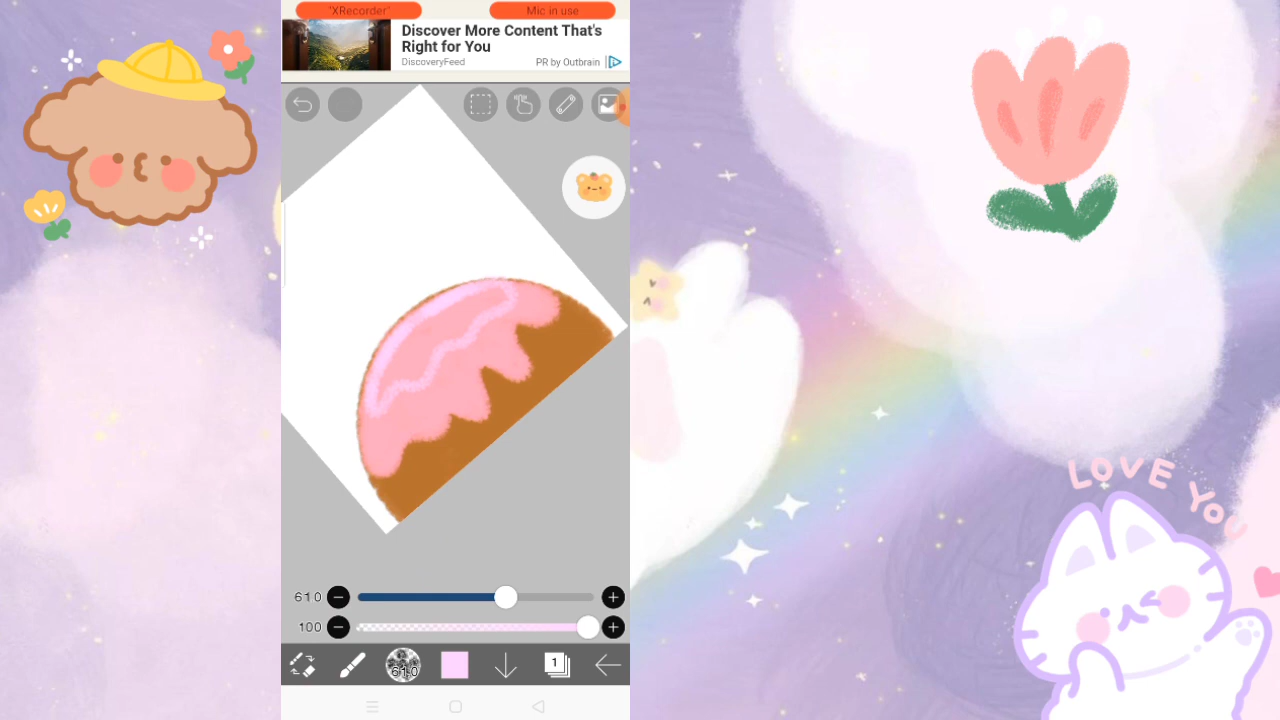 "XRecorder"
Mic in use
Discover More Content That's
Right for You
DiscoveryFeed
PR by Outbrain
610
100
610
1
LOVE YOU